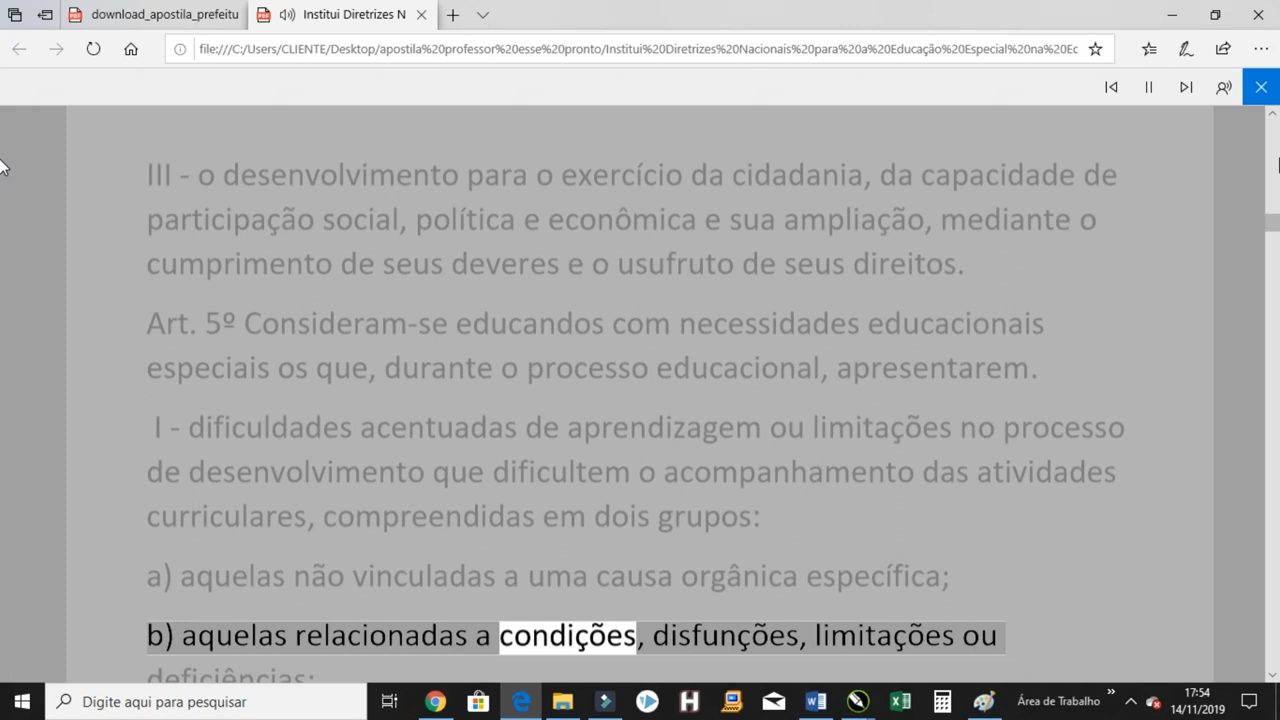 download_apostila_prefeitu
Institui Diretrizes N
file:///C:/Users/CLIENTE/Desktop/apostila%20professor%20esse%20pronto/Institui%20Diretrizes%20Nacionais%20para%20a%20Educação%20Especial%20na%20Ec
III - o desenvolvimento para o exercício da cidadania, da capacidade de
participação social, política e econômica e sua ampliação, mediante o
cumprimento de seus deveres e o usufruto de seus direitos.
Art. 5º Consideram-se educandos com necessidades educacionais
especiais os que, durante o processo educacional, apresentarem.
I - dificuldades acentuadas de aprendizagem ou limitações no processo
de desenvolvimento que dificultem o acompanhamento das atividades
curriculares, compreendidas em dois grupos:
a) aquelas não vinculadas a uma causa orgânica específica;
b) aquelas relacionadas a condições, disfunções, limitações ou
deficiências;
Digite aqui para pesquisar
Área de Trabalho
17:54
14/11/2019